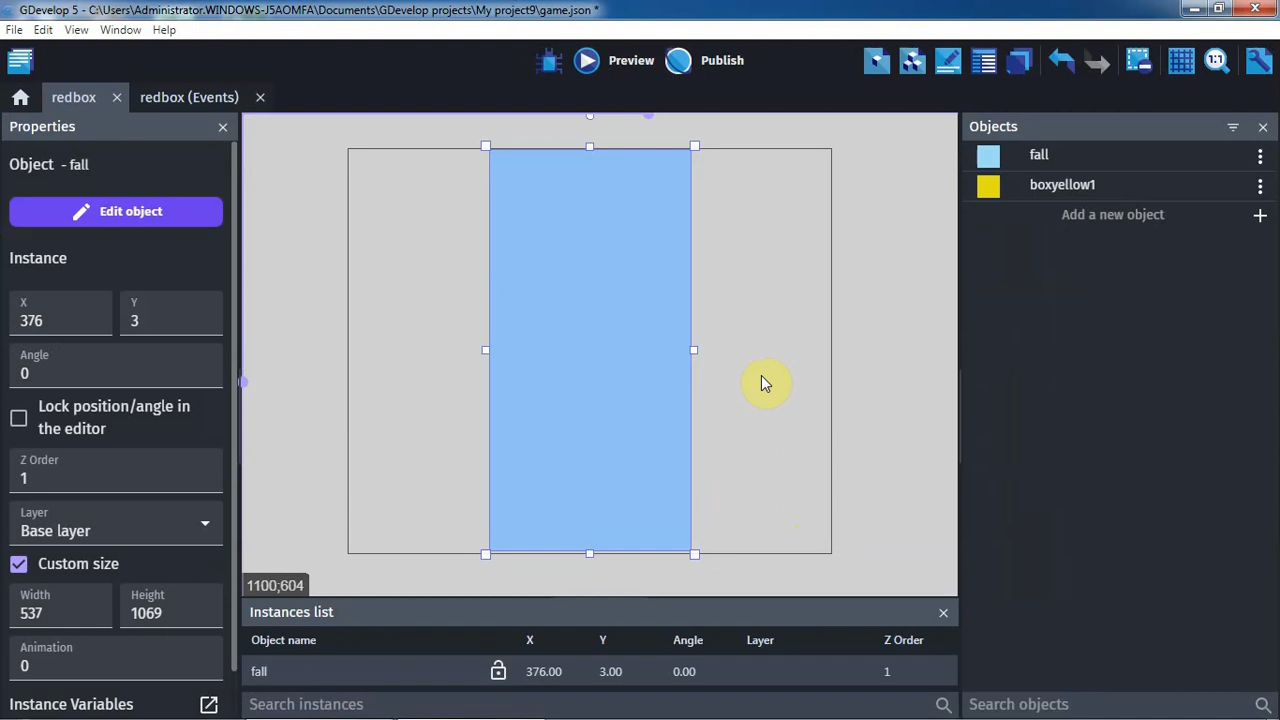 GDevelop 5 - C:\Users\Administrator.WINDOWS-J5AOMFA\Documents\GDevelop projects\My project9\game.json *
File Edit View Window Help
Preview Publish 1:1
redbox redbox (Events)
Properties
Object - fall
Edit object
Instance
X
376
Y
3
Angle
0
Lock position/angle in
the editor
Z Order
1
Layer
Base layer
Custom size
Width
537
Height
1069
Animation
0
Instance Variables
1100;604
Instances list
Object name X Y Angle Layer Z Order
fall 376.00 3.00 0.00 1
Search instances
Objects
fall
boxyellow1
Add a new object
Search objects